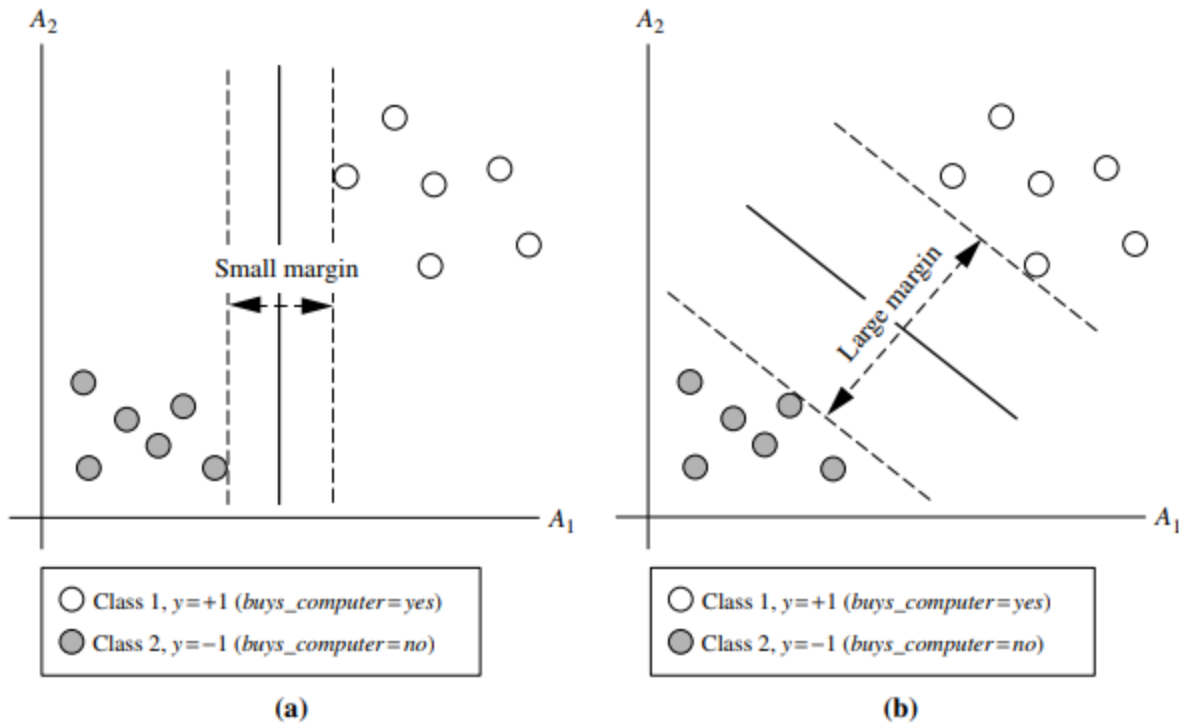 A2
A2
Small margin
Large margin
A1
A1
Class 1, y=+1 (buys_computer=yes)
Class 2, y=−1 (buys_computer=no)
Class 1, y=+1 (buys_computer=yes)
Class 2, y=−1 (buys_computer=no)
(a)
(b)